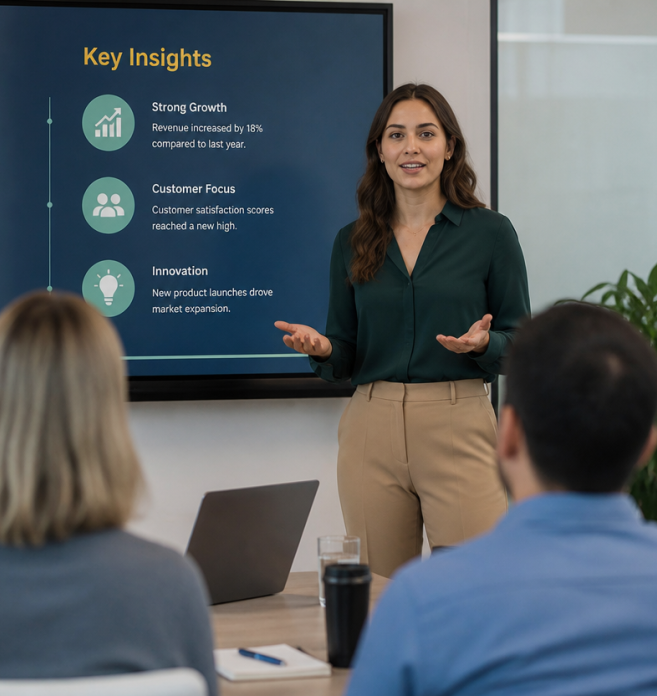 Key Insights
Strong Growth
Revenue increased by 18%
compared to last year.
Customer Focus
Customer satisfaction scores
reached a new high.
Innovation
New product launches drove
market expansion.